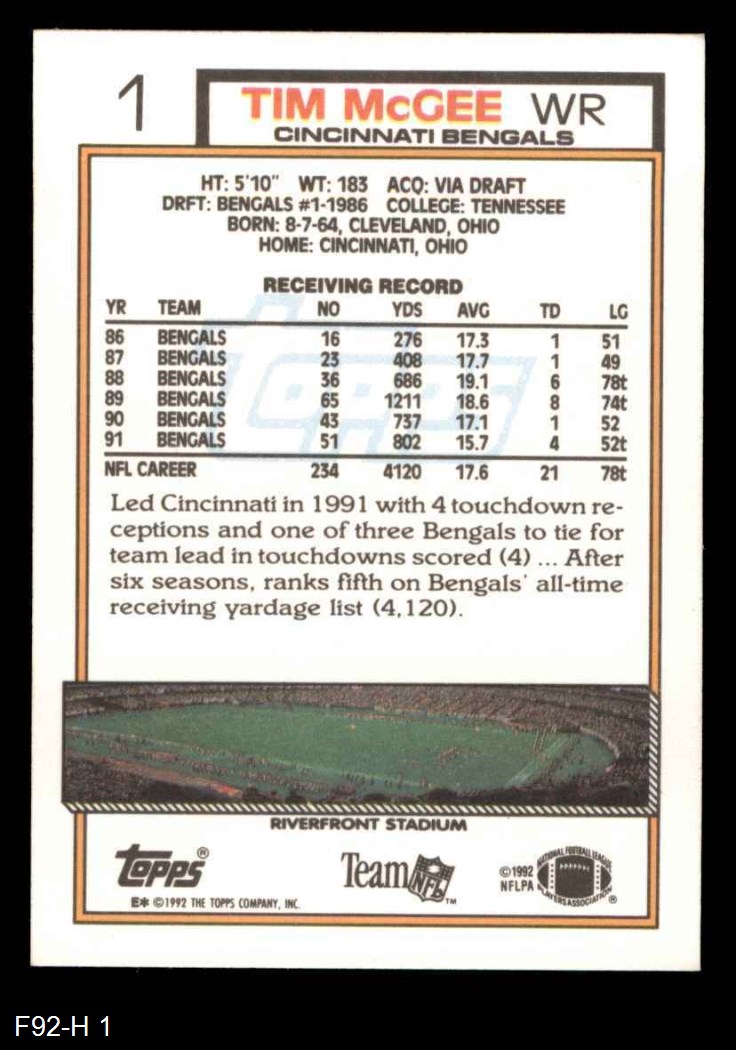 1
TIM McGEE WR
CINCINNATI BENGALS
HT: 5'10" WT: 183 ACQ: VIA DRAFT
DRFT: BENGALS #1-1986 COLLEGE: TENNESSEE
BORN: 8-7-64, CLEVELAND, OHIO
HOME: CINCINNATI, OHIO
RECEIVING RECORD
YR TEAM NO YDS AVG TD LG
86 BENGALS 16 276 17.3 1 51
87 BENGALS 23 408 17.7 1 49
88 BENGALS 36 686 19.1 6 78t
89 BENGALS 65 1211 18.6 8 74t
90 BENGALS 43 737 17.1 1 52
91 BENGALS 51 802 15.7 4 52t
NFL CAREER 234 4120 17.6 21 78t
topps
Led Cincinnati in 1991 with 4 touchdown re-
ceptions and one of three Bengals to tie for
team lead in touchdowns scored (4) ... After
six seasons, ranks fifth on Bengals' all-time
receiving yardage list (4,120).
RIVERFRONT STADIUM
topps®
E* ©1992 THE TOPPS COMPANY, INC.
Team NFL™
©1992
NFLPA
NATIONAL FOOTBALL LEAGUE
PLAYERS ASSOCIATION ®
F92-H 1